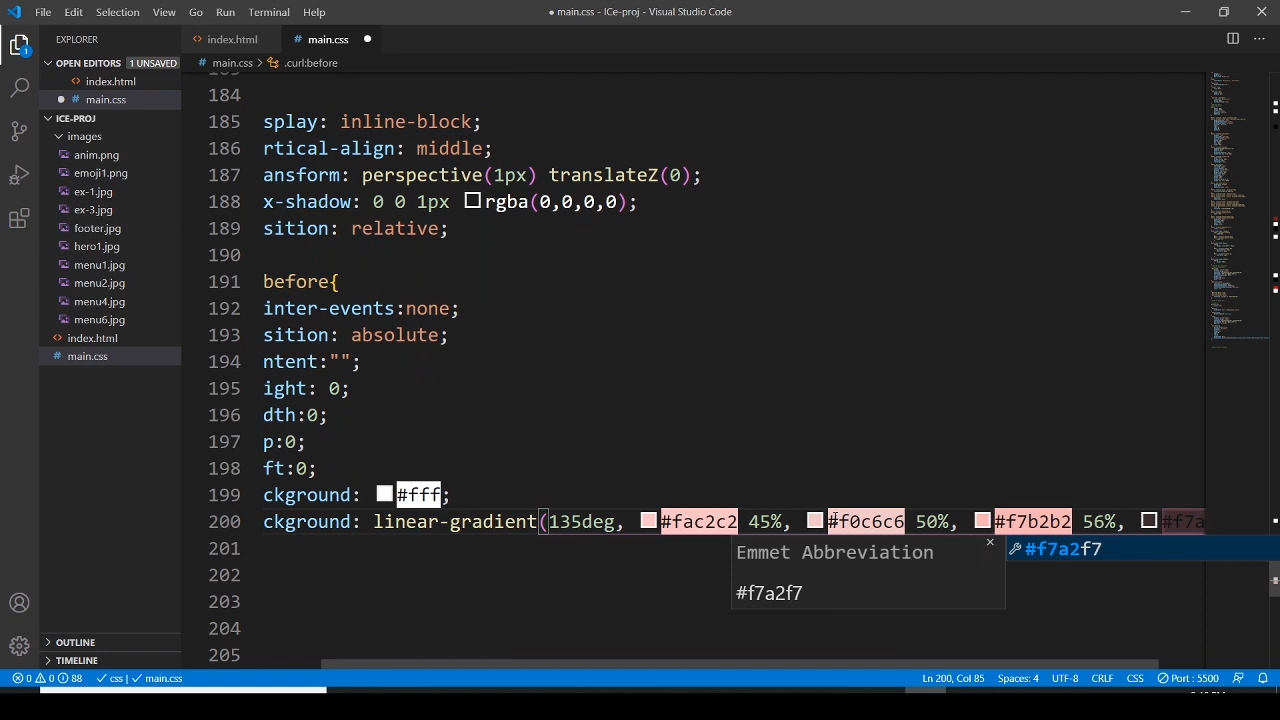 File Edit Selection View Go Run Terminal Help
● main.css - ICe-proj - Visual Studio Code
EXPLORER
OPEN EDITORS 1 UNSAVED
index.html
main.css
ICE-PROJ
images
anim.png
emoji1.png
ex-1.jpg
ex-3.jpg
footer.jpg
hero1.jpg
menu1.jpg
menu2.jpg
menu4.jpg
menu6.jpg
index.html
main.css
OUTLINE
TIMELINE
1
index.html main.css
main.css > .curl:before
184
185 splay: inline-block;
186 rtical-align: middle;
187 ansform: perspective(1px) translateZ(0);
188 x-shadow: 0 0 1px rgba(0,0,0,0);
189 sition: relative;
190
191 before{
192 inter-events:none;
193 sition: absolute;
194 ntent:"";
195 ight: 0;
196 dth:0;
197 p:0;
198 ft:0;
199 ckground: #fff;
200 ckground: linear-gradient(135deg, #fac2c2 45%, #f0c6c6 50%, #f7b2b2 56%, #f7a
201
202
203
204
205
Emmet Abbreviation
#f7a2f7
#f7a2f7
0 0 88 css main.css
Ln 200, Col 85 Spaces: 4 UTF-8 CRLF CSS Port : 5500